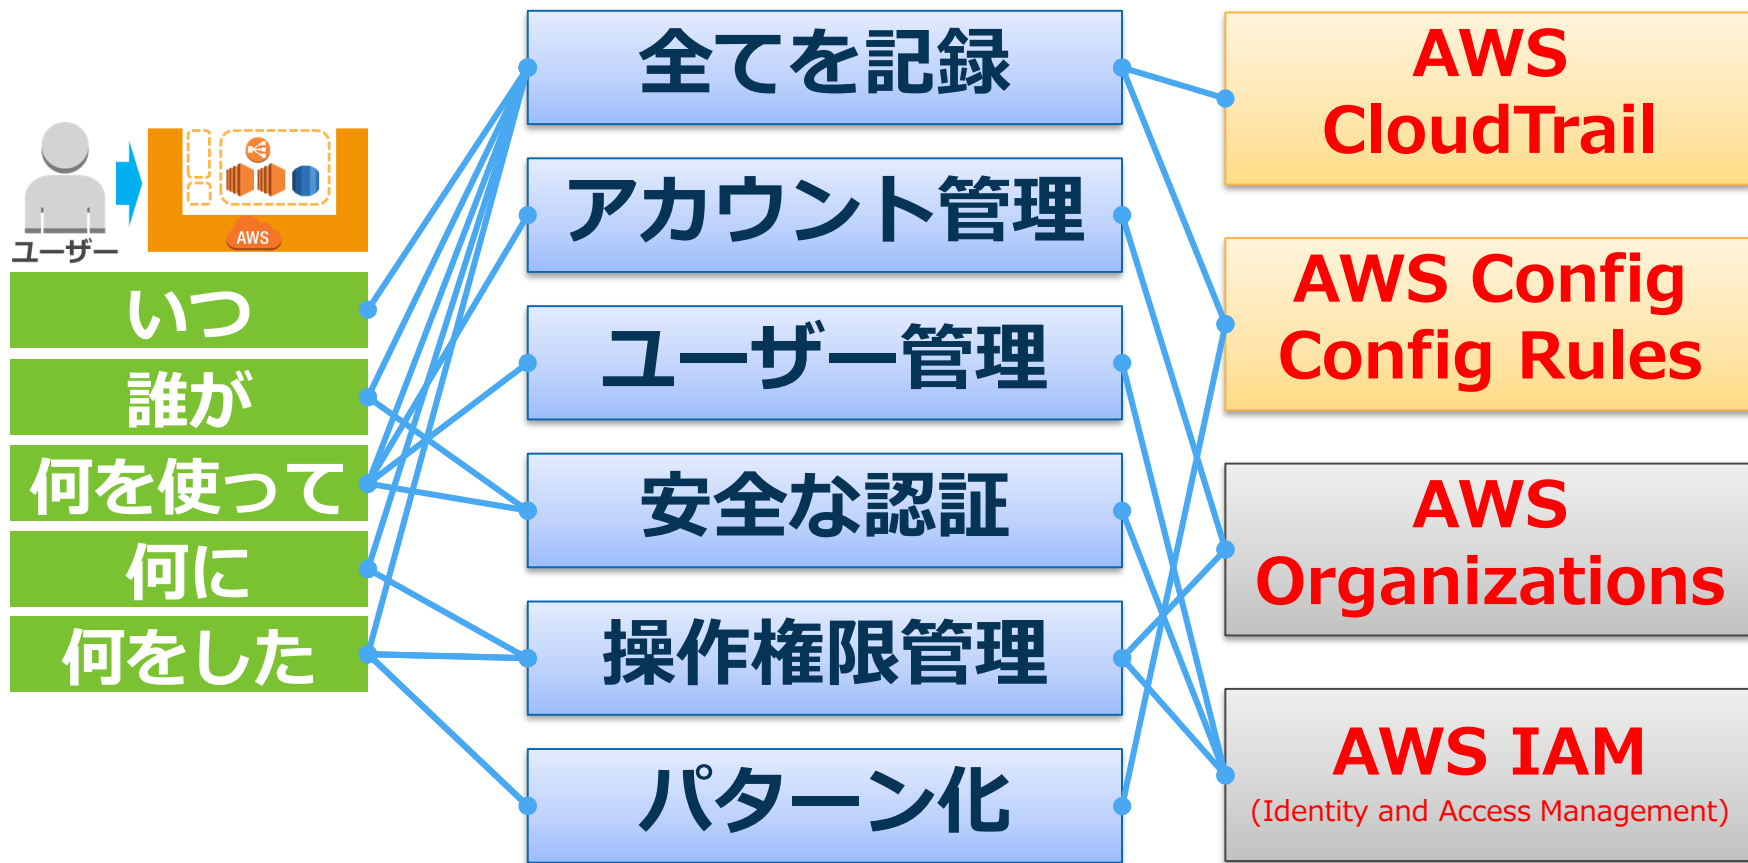 AWS
ユーザー
いつ
誰が
何を使って
何に
何をした
全てを記録
アカウント管理
ユーザー管理
安全な認証
操作権限管理
パターン化
AWS
CloudTrail
AWS Config
Config Rules
AWS
Organizations
AWS IAM
(Identity and Access Management)